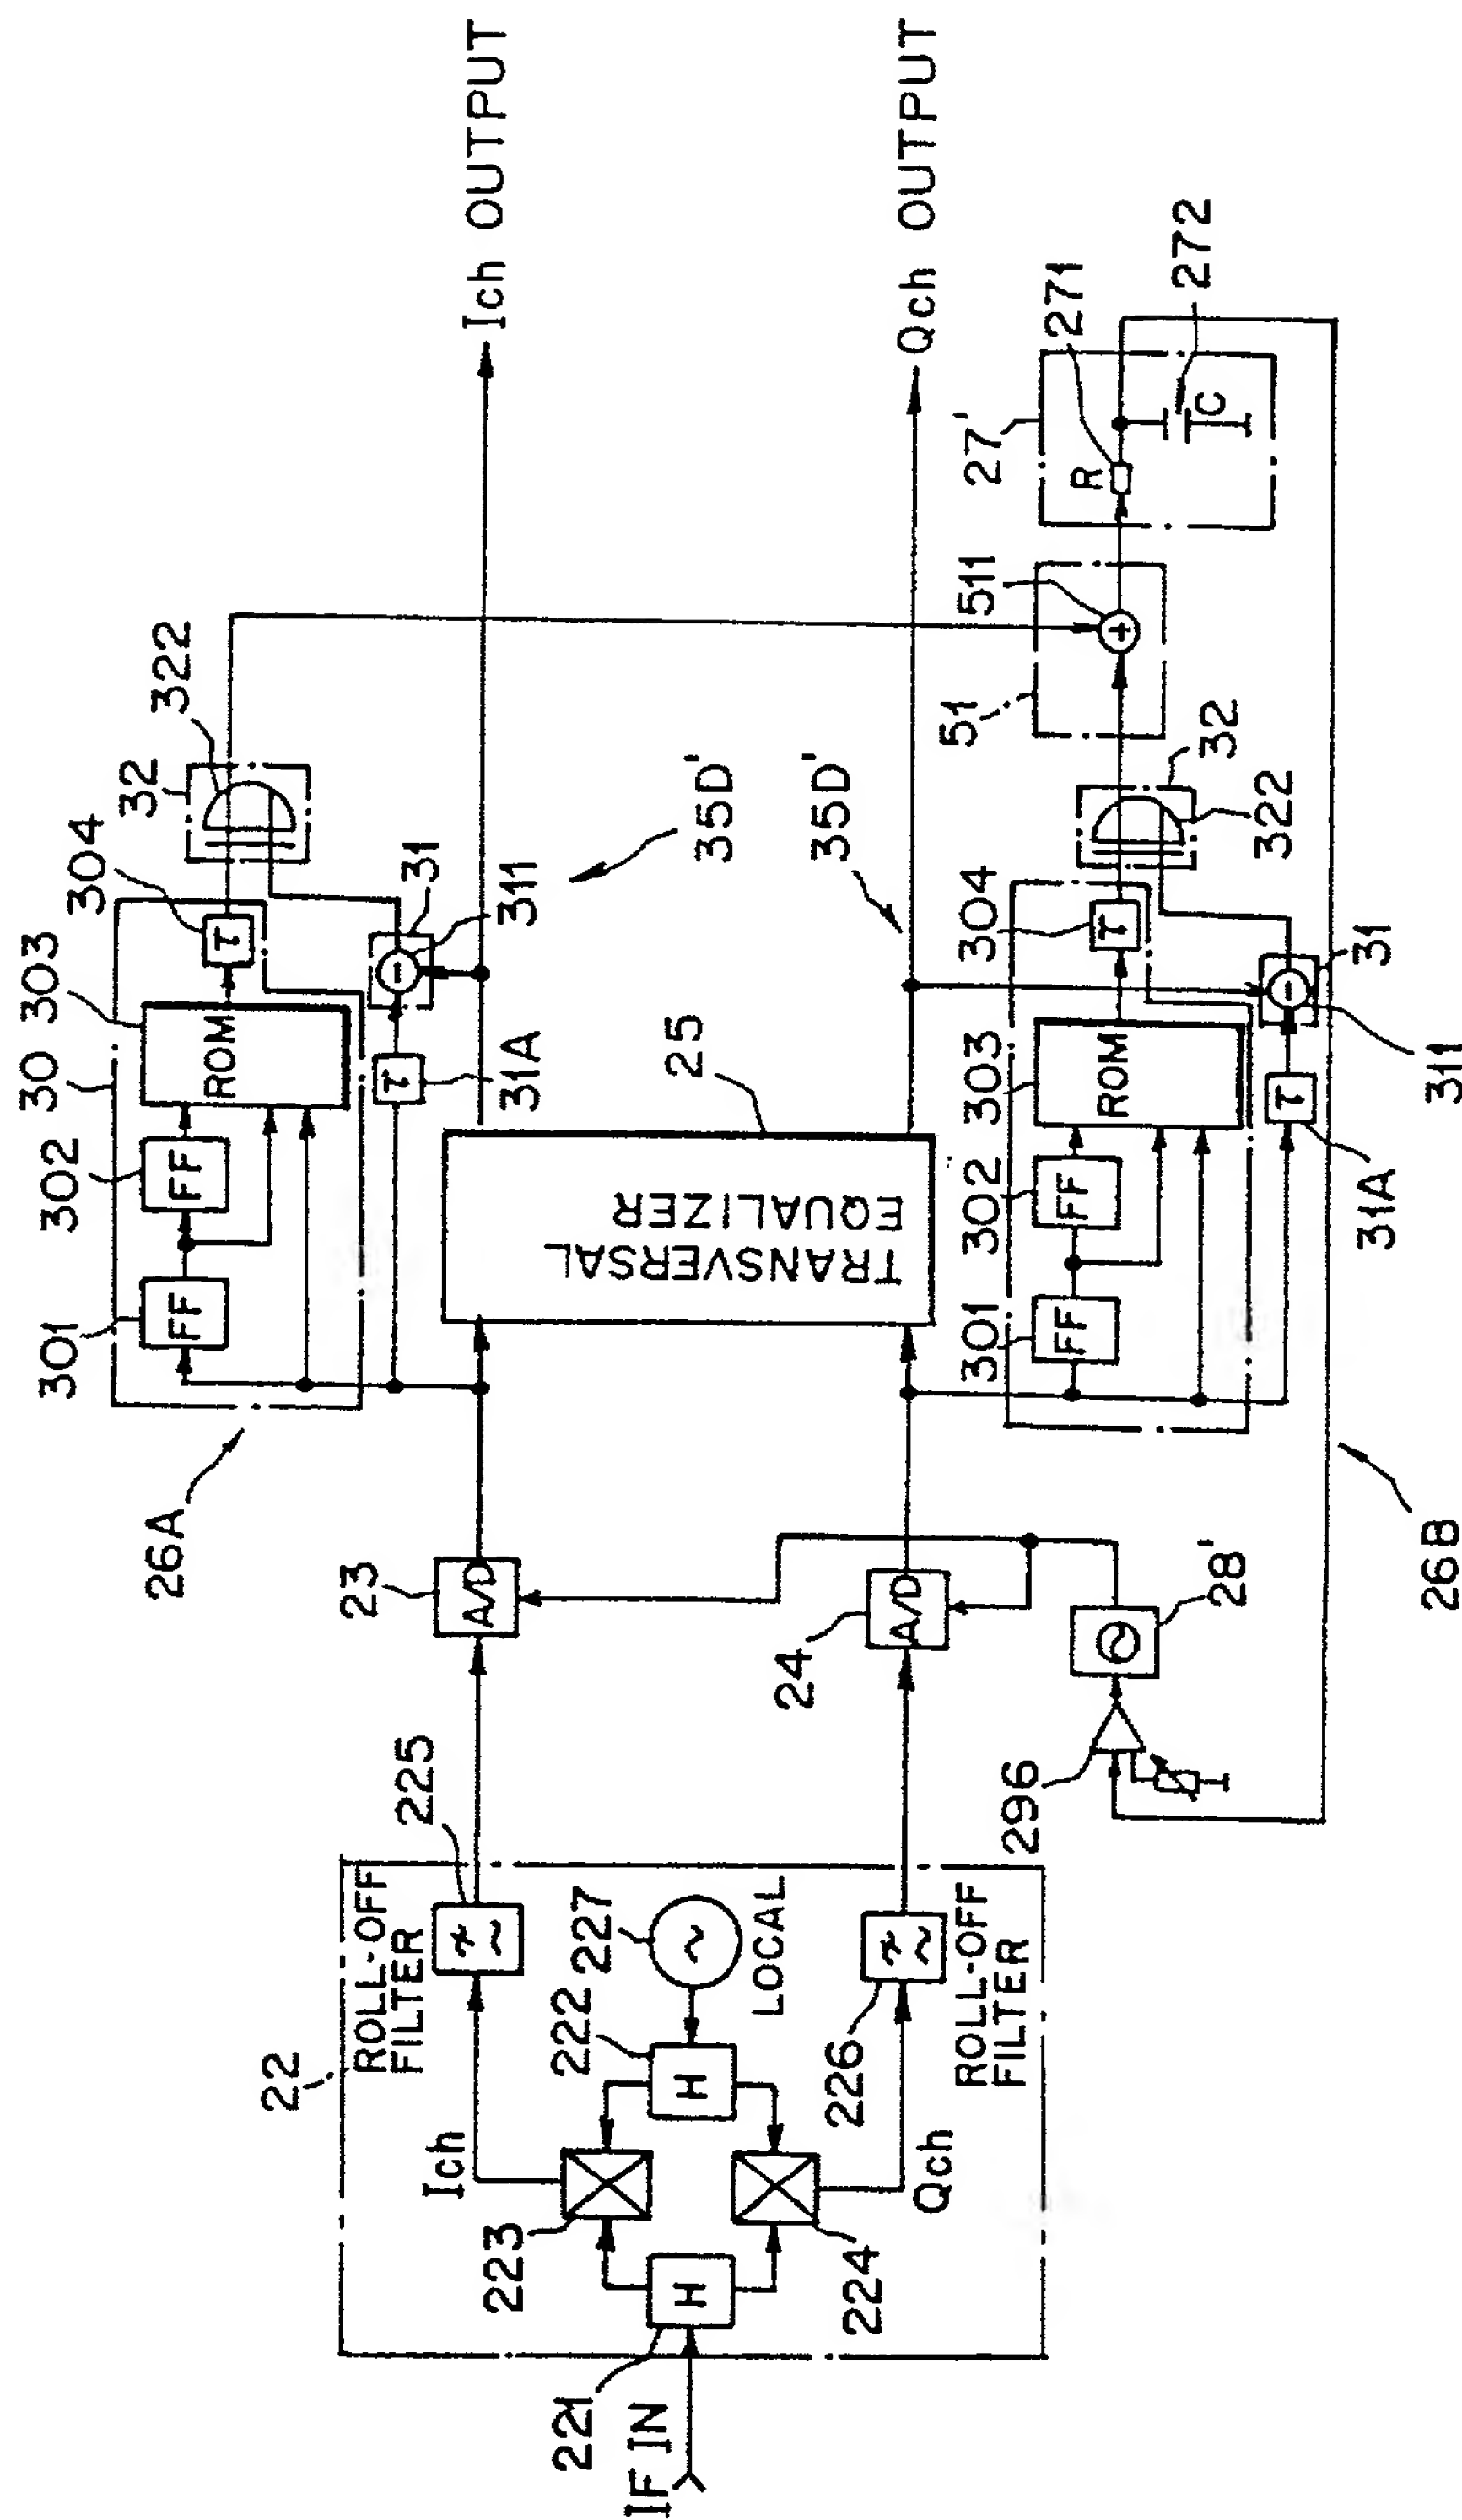 IF IN
221
22
ROLL-OFF
FILTER
Ich
223
H
H
222
227
LOCAL
225
224
Qch
226
ROLL-OFF
FILTER
23
A/D
24
A/D
296
28'
26A
26B
30
301
FF
302
FF
303
ROM
304
τ
31A
τ
31
311
32
322
35D'
TRANSVERSAL
EQUALIZER
25
35D'
301
FF
302
FF
303
ROM
304
τ
31A
τ
31
311
32
322
51
511
27'
R
271
C
272
Ich OUTPUT
Qch OUTPUT